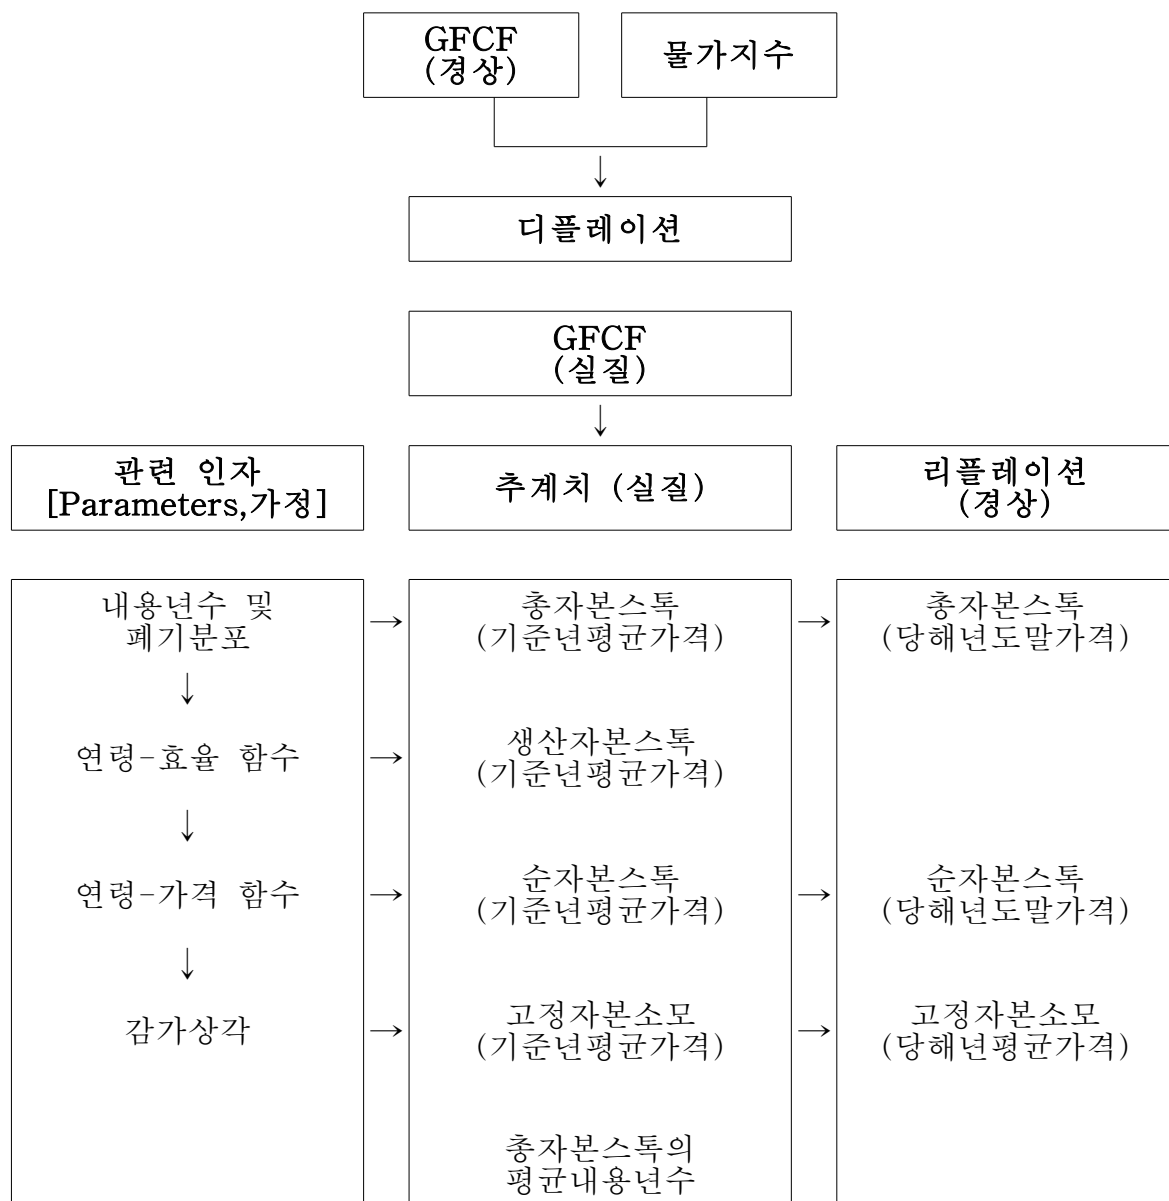 GFCF
(경상)
물가지수
디플레이션
GFCF
(실질)
관련 인자
[Parameters,가정]
추계치 (실질)
리플레이션
(경상)
내용년수 및
폐기분포
→
총자본스톡
(기준년평균가격)
→
총자본스톡
(당해년도말가격)
연령-효율 함수
→
생산자본스톡
(기준년평균가격)
연령-가격 함수
→
순자본스톡
(기준년평균가격)
→
순자본스톡
(당해년도말가격)
감가상각
→
고정자본소모
(기준년평균가격)
→
고정자본소모
(당해년평균가격)
총자본스톡의
평균내용년수